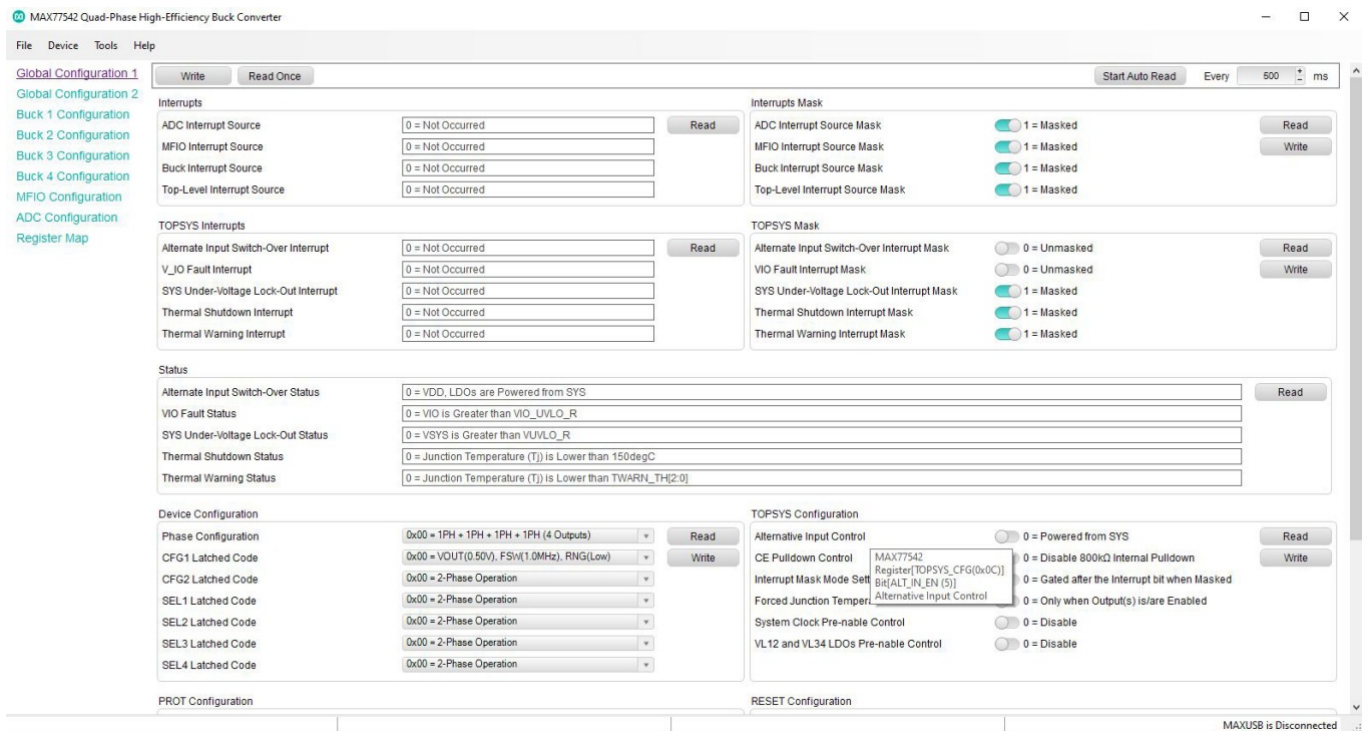 MAX77542 Quad-Phase High-Efficiency Buck Converter
File Device Tools Help
Global Configuration 1
Global Configuration 2
Buck 1 Configuration
Buck 2 Configuration
Buck 3 Configuration
Buck 4 Configuration
MFIO Configuration
ADC Configuration
Register Map
Write Read Once Start Auto Read Every 500 ms
Interrupts
ADC Interrupt Source 0 = Not Occurred Read
MFIO Interrupt Source 0 = Not Occurred
Buck Interrupt Source 0 = Not Occurred
Top-Level Interrupt Source 0 = Not Occurred
Interrupts Mask
ADC Interrupt Source Mask 1 = Masked Read
MFIO Interrupt Source Mask 1 = Masked Write
Buck Interrupt Source Mask 1 = Masked
Top-Level Interrupt Source Mask 1 = Masked
TOPSYS Interrupts
Alternate Input Switch-Over Interrupt 0 = Not Occurred Read
V_IO Fault Interrupt 0 = Not Occurred
SYS Under-Voltage Lock-Out Interrupt 0 = Not Occurred
Thermal Shutdown Interrupt 0 = Not Occurred
Thermal Warning Interrupt 0 = Not Occurred
TOPSYS Mask
Alternate Input Switch-Over Interrupt Mask 0 = Unmasked Read
VIO Fault Interrupt Mask 0 = Unmasked Write
SYS Under-Voltage Lock-Out Interrupt Mask 1 = Masked
Thermal Shutdown Interrupt Mask 1 = Masked
Thermal Warning Interrupt Mask 1 = Masked
Status
Alternate Input Switch-Over Status 0 = VDD, LDOs are Powered from SYS Read
VIO Fault Status 0 = VIO is Greater than VIO_UVLO_R
SYS Under-Voltage Lock-Out Status 0 = VSYS is Greater than VUVLO_R
Thermal Shutdown Status 0 = Junction Temperature (Tj) is Lower than 150degC
Thermal Warning Status 0 = Junction Temperature (Tj) is Lower than TWARN_TH[2:0]
Device Configuration
Phase Configuration 0x00 = 1PH + 1PH + 1PH + 1PH (4 Outputs) Read
CFG1 Latched Code 0x00 = VOUT(0.50V), FSW(1.0MHz), RNG(Low) Write
CFG2 Latched Code 0x00 = 2-Phase Operation
SEL1 Latched Code 0x00 = 2-Phase Operation
SEL2 Latched Code 0x00 = 2-Phase Operation
SEL3 Latched Code 0x00 = 2-Phase Operation
SEL4 Latched Code 0x00 = 2-Phase Operation
TOPSYS Configuration
Alternative Input Control 0 = Powered from SYS Read
CE Pulldown Control 0 = Disable 800kΩ Internal Pulldown Write
Interrupt Mask Mode Sett 0 = Gated after the Interrupt bit when Masked
Forced Junction Temper 0 = Only when Output(s) is/are Enabled
System Clock Pre-nable Control 0 = Disable
VL12 and VL34 LDOs Pre-nable Control 0 = Disable
MAX77542
Register[TOPSYS_CFG(0x0C)]
Bit[ALT_IN_EN (5)]
Alternative Input Control
PROT Configuration
RESET Configuration
MAXUSB is Disconnected